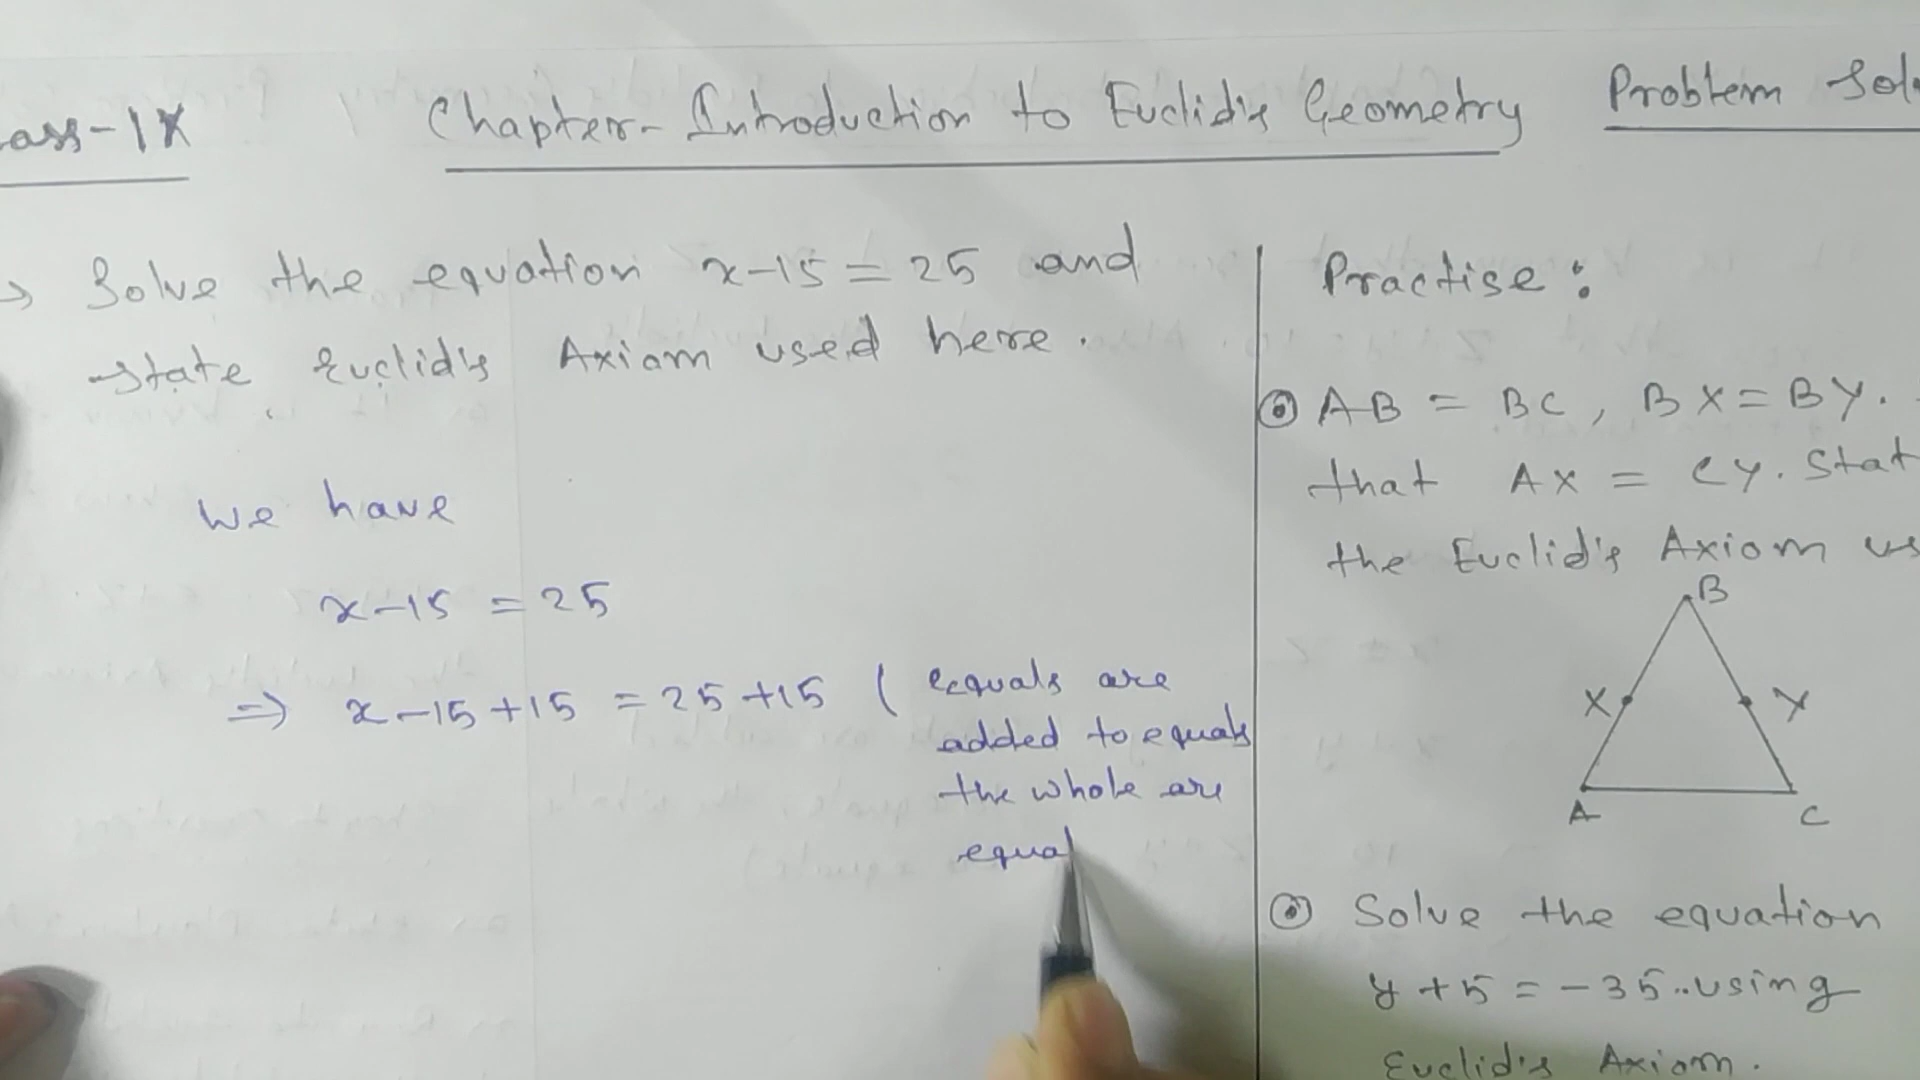 ass-IX Chapter- Introduction to Euclid's Geometry Problem Sol
Solve the equation x-15 = 25 and
state Euclid's Axiom used here.
We have
x-15 = 25
=> x-15+15 = 25+15 ( equals are
added to equals
the whole are
equal
Practise :
AB = BC, BX = BY.
that AX = CY. Stat
the Euclid's Axiom us
B
X Y
A C
Solve the equation
y+5 = -35..using
Euclid's Axiom.